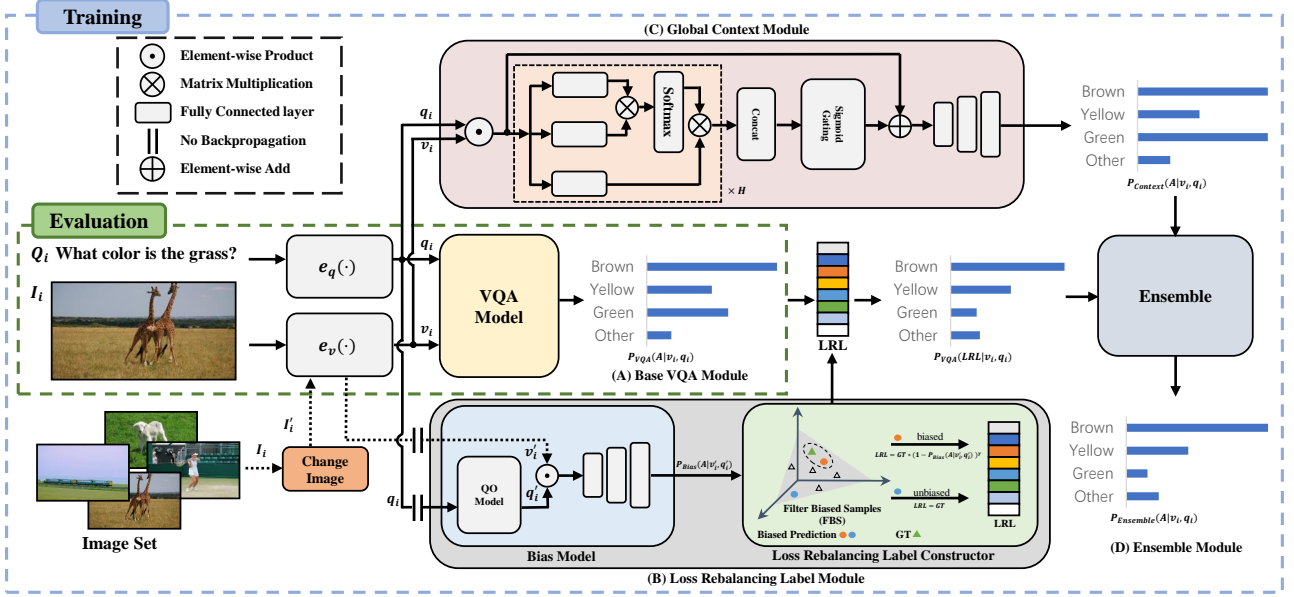 Training
(C) Global Context Module
Element-wise Product
Matrix Multiplication
Fully Connected layer
No Backpropagation
Element-wise Add
q_i
v_i
Softmax
Concat
Sigmoid
Gating
× H
Brown
Yellow
Green
Other
P_Context(A|v_i, q_i)
Evaluation
Q_i What color is the grass?
I_i
e_q(·)
e_v(·)
q_i
v_i
VQA
Model
Brown
Yellow
Green
Other
P_VQA(A|v_i, q_i)
(A) Base VQA Module
LRL
Brown
Yellow
Green
Other
P_VQA(LRL|v_i, q_i)
Ensemble
I'_i
I_i
Change
Image
Image Set
q_i
v'_i
q'_i
QO
Model
Bias Model
P_Bias(A|v'_i, q'_i)
Filter Biased Samples
(FBS)
Biased Prediction
GT
biased
LRL = GT * (1 - P_Bias(A|v'_i, q'_i))^γ
unbiased
LRL = GT
LRL
Loss Rebalancing Label Constructor
(B) Loss Rebalancing Label Module
Brown
Yellow
Green
Other
P_Ensemble(A|v_i, q_i)
(D) Ensemble Module